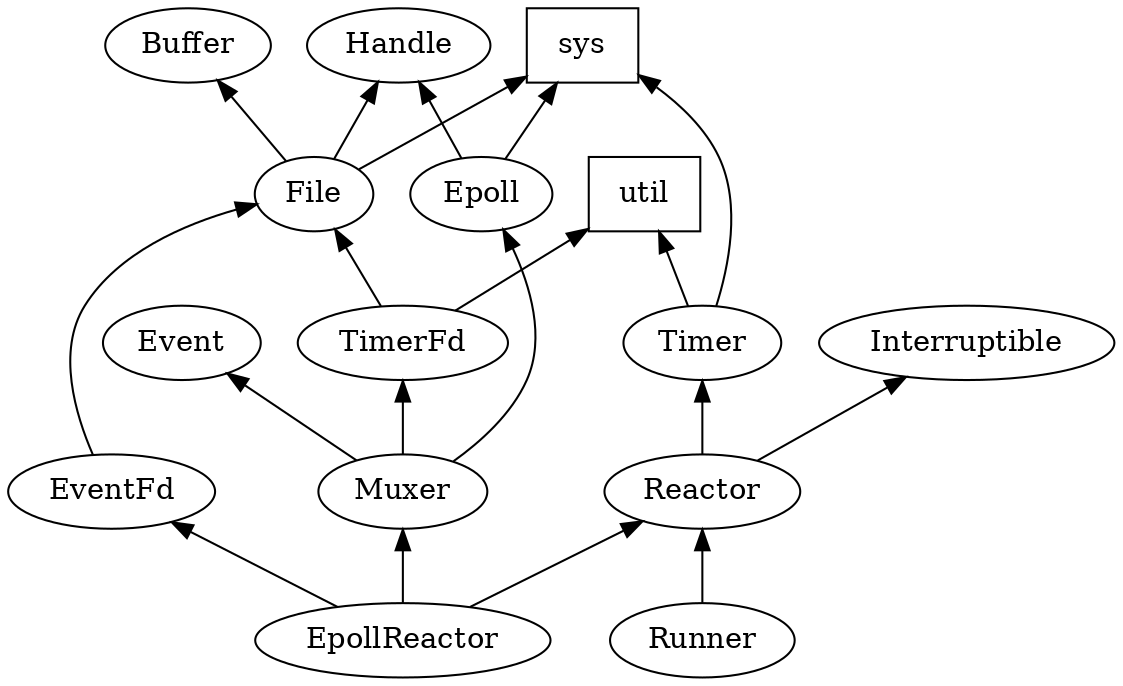 Buffer
Handle
sys
File
Epoll
util
Event
TimerFd
Timer
Interruptible
EventFd
Muxer
Reactor
EpollReactor
Runner